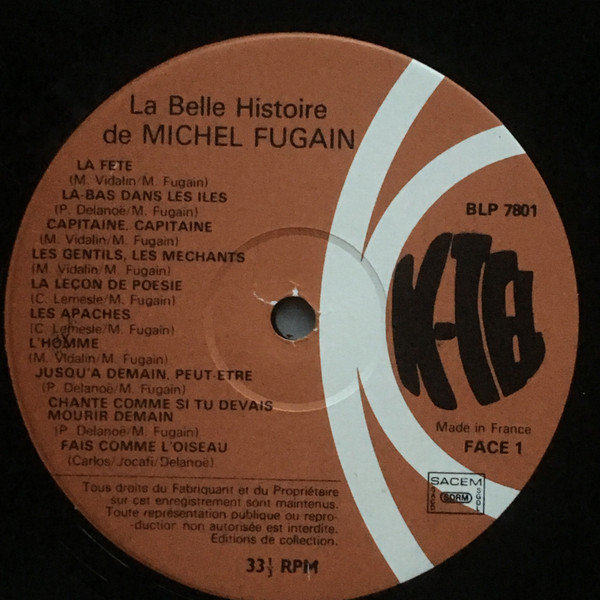 La Belle Histoire
de MICHEL FUGAIN
LA FETE
(M. Vidalin/M. Fugain)
LA-BAS DANS LES ILES
(P. Delanoë/M. Fugain)
CAPITAINE, CAPITAINE
(M. Vidalin/M. Fugain)
LES GENTILS, LES MECHANTS
(M. Vidalin/M. Fugain)
LA LEÇON DE POESIE
(C. Lemesle/M. Fugain)
LES APACHES
(C. Lemesle/M. Fugain)
L'HOMME
(M. Vidalin/M. Fugain)
JUSQU'A DEMAIN, PEUT-ETRE
(P. Delanoë/M. Fugain)
CHANTE COMME SI TU DEVAIS
MOURIR DEMAIN
(P. Delanoë/M. Fugain)
FAIS COMME L'OISEAU
(Carlos/Jocafi/Delanoë)
Tous droits du Fabriquant et du Propriétaire
sur cet enregistrement sont maintenus.
Toute représentation publique ou repro-
duction non autorisée est interdite.
Editions de collection.
33⅓ RPM
BLP 7801
Made in France
FACE 1
SACEM
SDRM